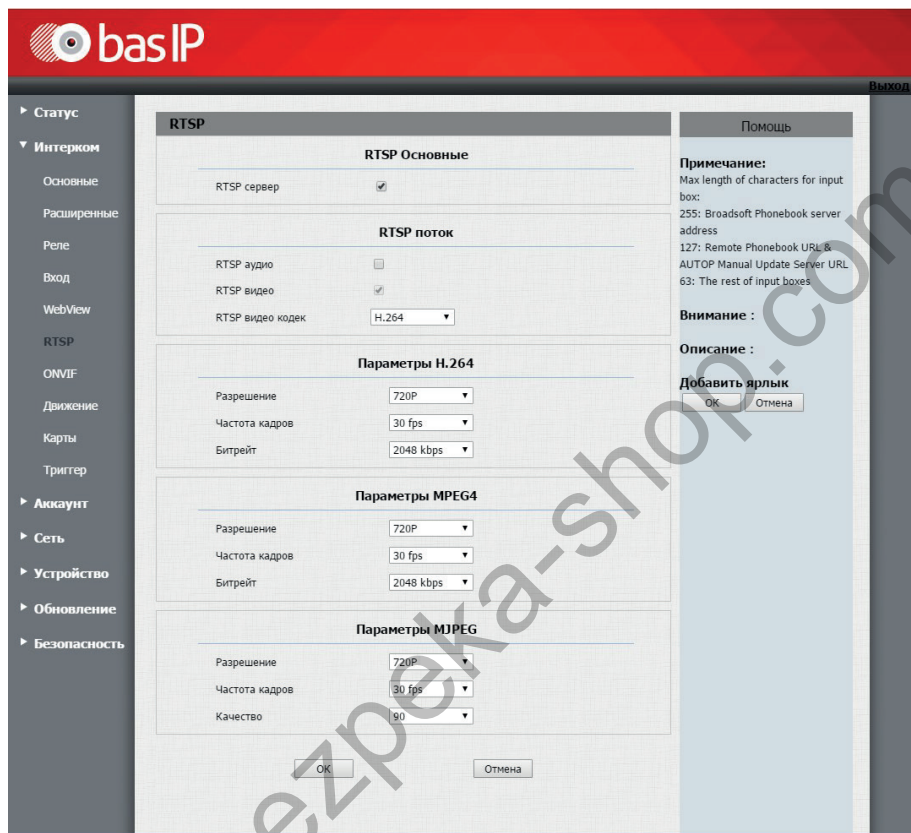 bas IP
Выход
Статус
Интерком
Основные
Расширенные
Реле
Вход
WebView
RTSP
ONVIF
Движение
Карты
Триггер
Аккаунт
Сеть
Устройство
Обновление
Безопасность
RTSP
RTSP Основные
RTSP сервер
RTSP поток
RTSP аудио
RTSP видео
RTSP видео кодек H.264
Параметры H.264
Разрешение 720P
Частота кадров 30 fps
Битрейт 2048 kbps
Параметры MPEG4
Разрешение 720P
Частота кадров 30 fps
Битрейт 2048 kbps
Параметры MJPEG
Разрешение 720P
Частота кадров 30 fps
Качество 90
OK Отмена
Помощь
Примечание:
Max length of characters for input
box:
255: Broadsoft Phonebook server
address
127: Remote Phonebook URL &
AUTOP Manual Update Server URL
63: The rest of input boxes
Внимание :
Описание :
Добавить ярлык
OK Отмена
ezpeka-shop.com